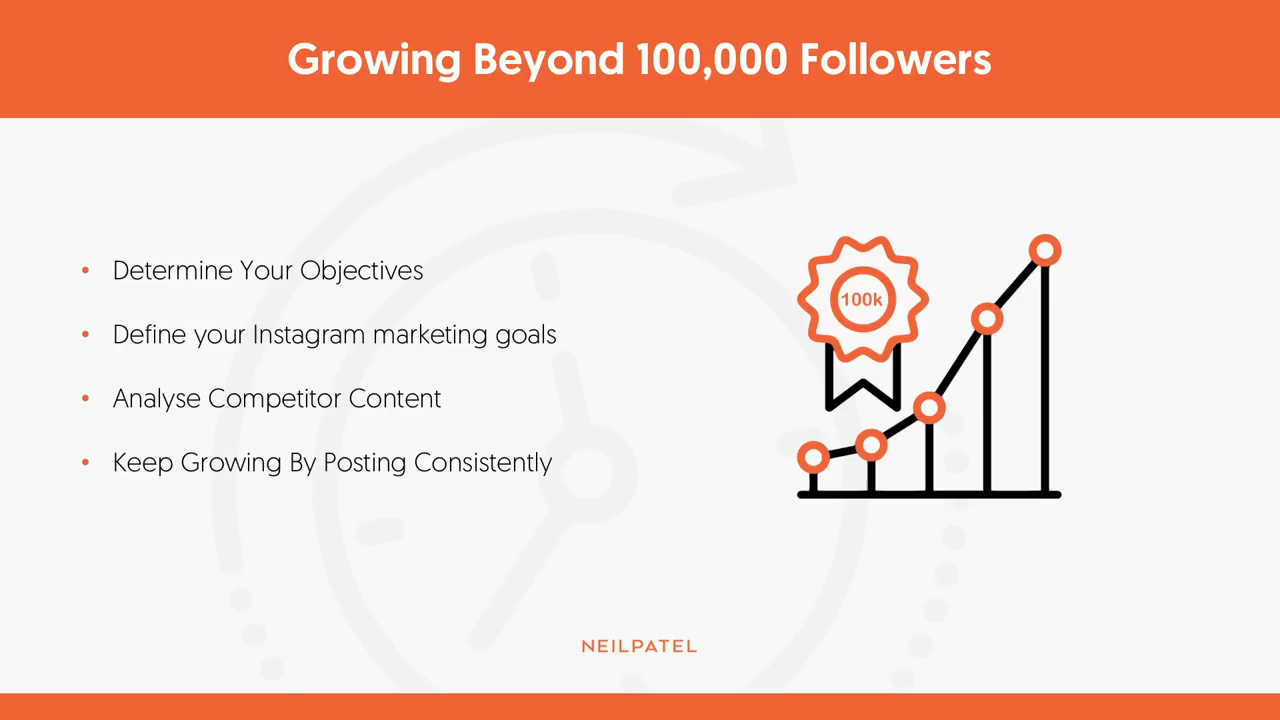 Growing Beyond 100,000 Followers
• Determine Your Objectives
• Define your Instagram marketing goals
• Analyse Competitor Content
• Keep Growing By Posting Consistently
100k
NEILPATEL